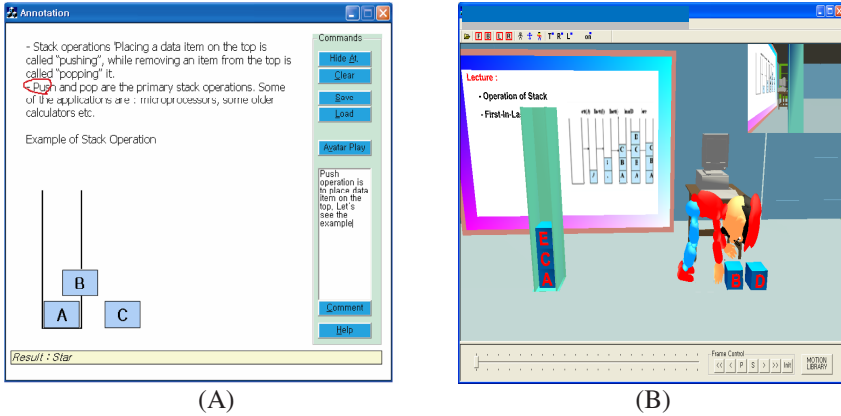 Annotation
- Stack operations 'Placing a data item on the top is
called "pushing", while removing an item from the top is
called "popping" it.
- Push and pop are the primary stack operations. Some
of the applications are : microprocessors, some older
calculators etc.
Example of Stack Operation
B
A C
Result : Star
Commands
Hide At.
Clear
Save
Load
Avatar Play
Push
operation is
to place data
item on the
top. Let's
see the
example
Comment
Help
(A)
Lecture :
- Operation of Stack
- First-In-La
E
C
A
B D
Frame Control
<< < P S > >> Init
MOTION
LIBRARY
(B)